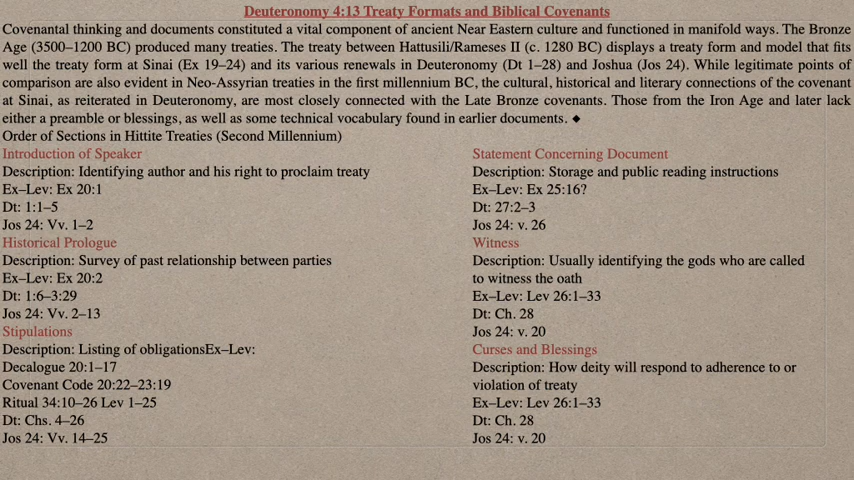 Deuteronomy 4:13 Treaty Formats and Biblical Covenants
Covenantal thinking and documents constituted a vital component of ancient Near Eastern culture and functioned in manifold ways. The Bronze
Age (3500–1200 BC) produced many treaties. The treaty between Hattusili/Rameses II (c. 1280 BC) displays a treaty form and model that fits
well the treaty form at Sinai (Ex 19–24) and its various renewals in Deuteronomy (Dt 1–28) and Joshua (Jos 24). While legitimate points of
comparison are also evident in Neo-Assyrian treaties in the first millennium BC, the cultural, historical and literary connections of the covenant
at Sinai, as reiterated in Deuteronomy, are most closely connected with the Late Bronze covenants. Those from the Iron Age and later lack
either a preamble or blessings, as well as some technical vocabulary found in earlier documents. ◆
Order of Sections in Hittite Treaties (Second Millennium)
Introduction of Speaker
Description: Identifying author and his right to proclaim treaty
Ex–Lev: Ex 20:1
Dt: 1:1–5
Jos 24: Vv. 1–2
Historical Prologue
Description: Survey of past relationship between parties
Ex–Lev: Ex 20:2
Dt: 1:6–3:29
Jos 24: Vv. 2–13
Stipulations
Description: Listing of obligationsEx–Lev:
Decalogue 20:1–17
Covenant Code 20:22–23:19
Ritual 34:10–26 Lev 1–25
Dt: Chs. 4–26
Jos 24: Vv. 14–25
Statement Concerning Document
Description: Storage and public reading instructions
Ex–Lev: Ex 25:16?
Dt: 27:2–3
Jos 24: v. 26
Witness
Description: Usually identifying the gods who are called
to witness the oath
Ex–Lev: Lev 26:1–33
Dt: Ch. 28
Jos 24: v. 20
Curses and Blessings
Description: How deity will respond to adherence to or
violation of treaty
Ex–Lev: Lev 26:1–33
Dt: Ch. 28
Jos 24: v. 20